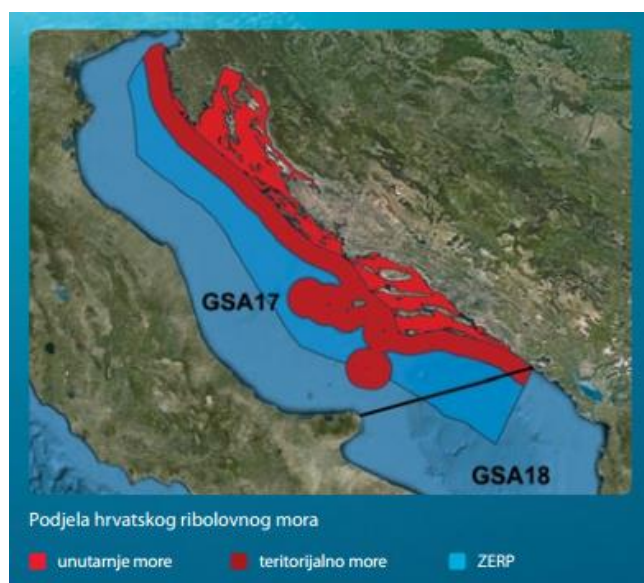 GSA17
GSA18
Podjela hrvatskog ribolovnog mora
unutarnje more
teritorijalno more
ZERP